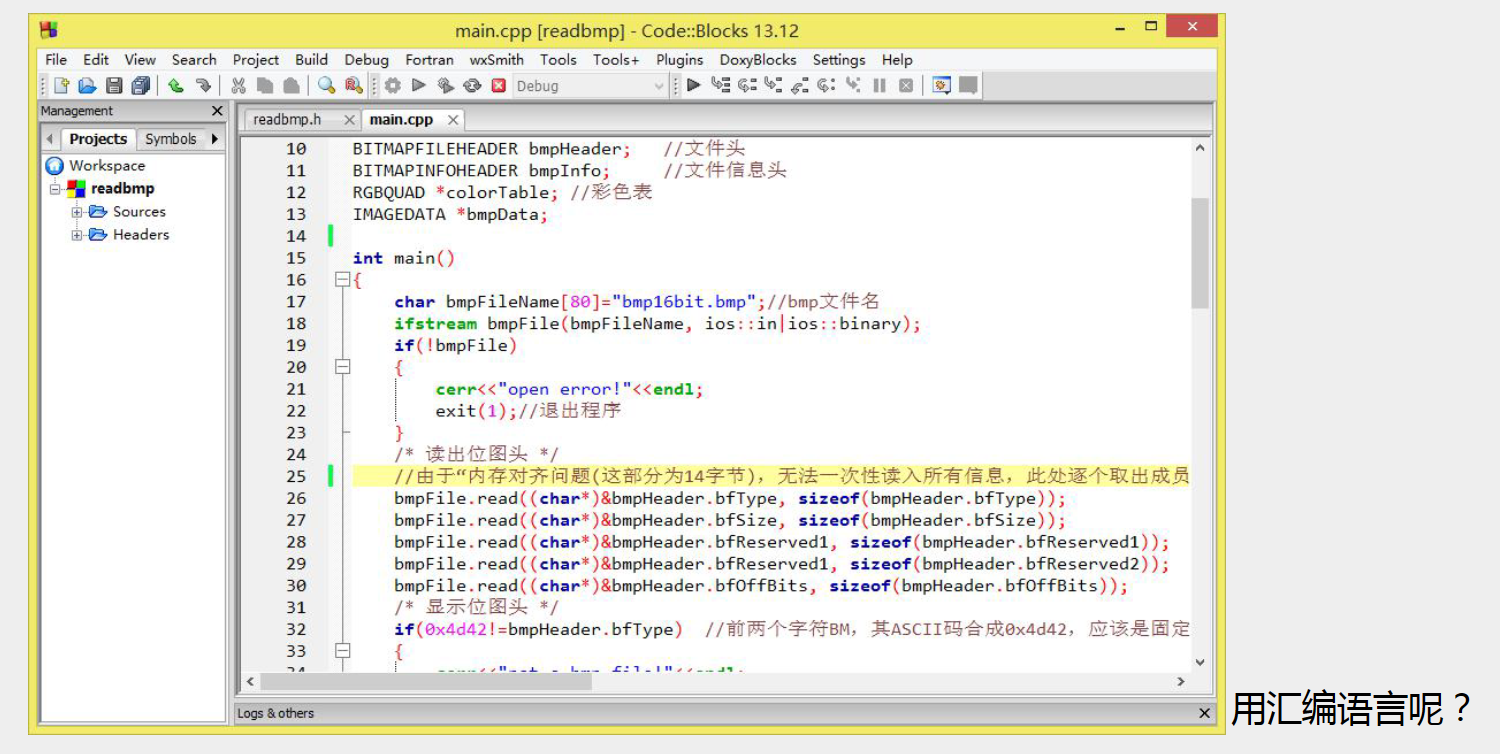 main.cpp [readbmp] - Code::Blocks 13.12
File Edit View Search Project Build Debug Fortran wxSmith Tools Tools+ Plugins DoxyBlocks Settings Help
Debug
Management
Projects Symbols
Workspace
readbmp
Sources
Headers
readbmp.h main.cpp
10 BITMAPFILEHEADER bmpHeader; //文件头
11 BITMAPINFOHEADER bmpInfo; //文件信息头
12 RGBQUAD *colorTable; //彩色表
13 IMAGEDATA *bmpData;
14
15 int main()
16 {
17 char bmpFileName[80]="bmp16bit.bmp";//bmp文件名
18 ifstream bmpFile(bmpFileName, ios::in|ios::binary);
19 if(!bmpFile)
20 {
21 cerr<<"open error!"<<endl;
22 exit(1);//退出程序
23 }
24 /* 读出位图头 */
25 //由于“内存对齐问题(这部分为14字节)，无法一次性读入所有信息，此处逐个取出成员
26 bmpFile.read((char*)&bmpHeader.bfType, sizeof(bmpHeader.bfType));
27 bmpFile.read((char*)&bmpHeader.bfSize, sizeof(bmpHeader.bfSize));
28 bmpFile.read((char*)&bmpHeader.bfReserved1, sizeof(bmpHeader.bfReserved1));
29 bmpFile.read((char*)&bmpHeader.bfReserved1, sizeof(bmpHeader.bfReserved2));
30 bmpFile.read((char*)&bmpHeader.bfOffBits, sizeof(bmpHeader.bfOffBits));
31 /* 显示位图头 */
32 if(0x4d42!=bmpHeader.bfType) //前两个字符BM，其ASCII码合成0x4d42，应该是固定
33 {
Logs & others
用汇编语言呢？